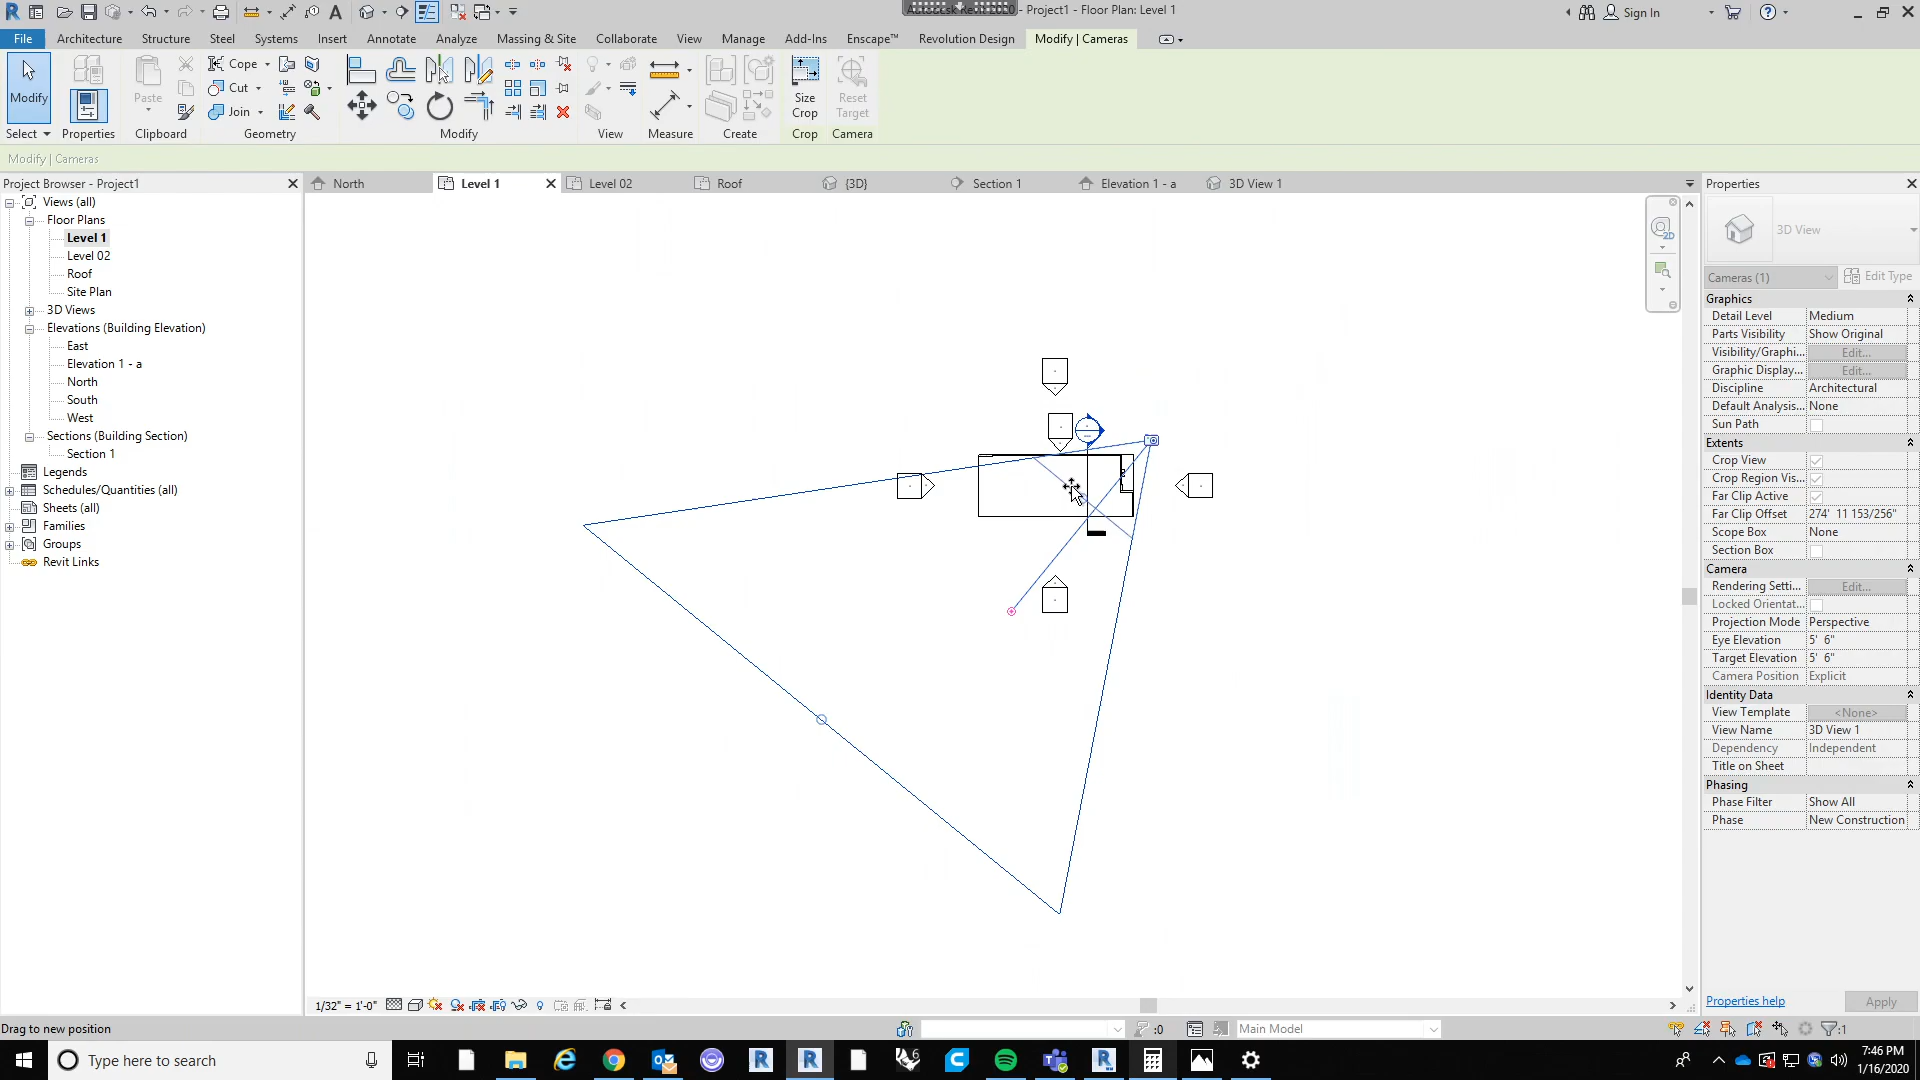 Autodesk Revit 2020 - Project1 - Floor Plan: Level 1
Sign In
File Architecture Structure Steel Systems Insert Annotate Analyze Massing & Site Collaborate View Manage Add-Ins Enscape™ Revolution Design Modify | Cameras
Modify
Paste
Cope
Cut
Join
Size Crop
Reset Target
Select Properties Clipboard Geometry Modify View Measure Create Crop Camera
Modify | Cameras
Project Browser - Project1
North Level 1 Level 02 Roof {3D} Section 1 Elevation 1 - a 3D View 1
Properties
Views (all)
Floor Plans
Level 1
Level 02
Roof
Site Plan
3D Views
Elevations (Building Elevation)
East
Elevation 1 - a
North
South
West
Sections (Building Section)
Section 1
Legends
Schedules/Quantities (all)
Sheets (all)
Families
Groups
Revit Links
2D
3D View
Cameras (1) Edit Type
Graphics
Detail Level Medium
Parts Visibility Show Original
Visibility/Graphi... Edit...
Graphic Display... Edit...
Discipline Architectural
Default Analysis... None
Sun Path
Extents
Crop View
Crop Region Vis...
Far Clip Active
Far Clip Offset 274' 11 153/256"
Scope Box None
Section Box
Camera
Rendering Setti... Edit...
Locked Orientat...
Projection Mode Perspective
Eye Elevation 5' 6"
Target Elevation 5' 6"
Camera Position Explicit
Identity Data
View Template <None>
View Name 3D View 1
Dependency Independent
Title on Sheet
Phasing
Phase Filter Show All
Phase New Construction
Properties help Apply
1/32" = 1'-0"
Drag to new position
:0
Main Model
:1
Type here to search
7:46 PM
1/16/2020